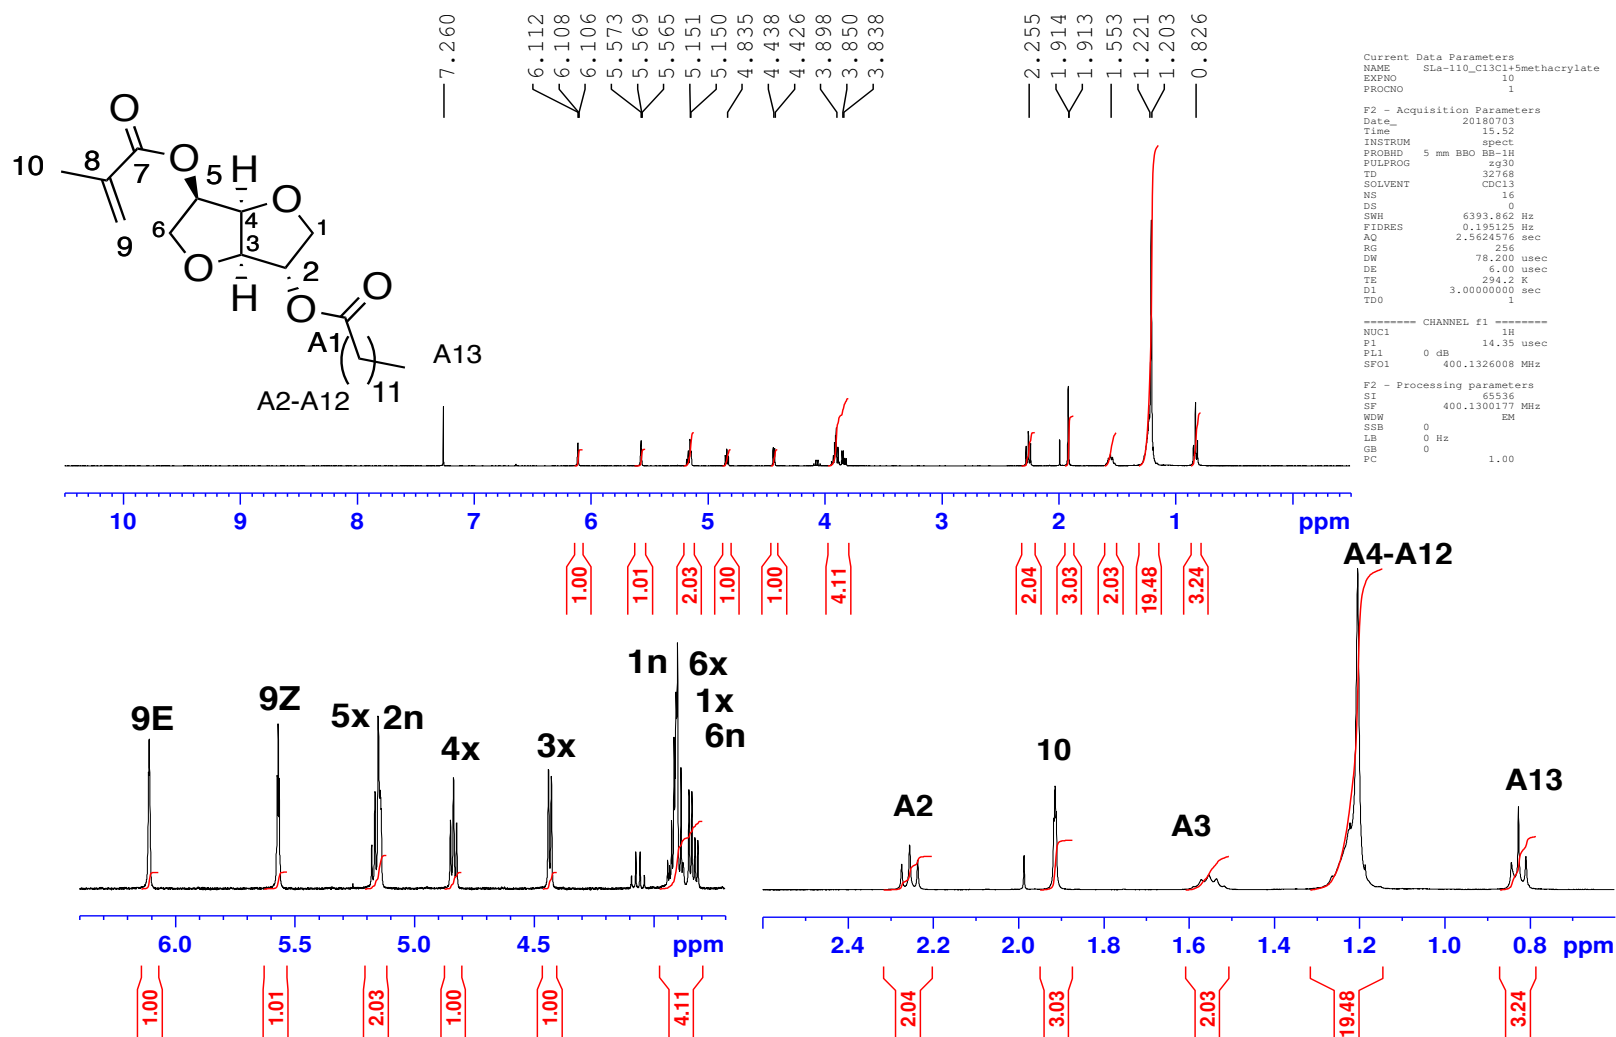 7.260
6.112
6.108
6.106
5.573
5.569
5.565
5.151
5.150
4.835
4.438
4.426
3.898
3.850
3.838
2.255
1.914
1.913
1.553
1.221
1.203
0.826
Current Data Parameters
NAME SLa-110_C13C1+5methacrylate
EXPNO 10
PROCNO 1
F2 - Acquisition Parameters
Date_ 20180703
Time 15.52
INSTRUM spect
PROBHD 5 mm BBO BB-1H
PULPROG zg30
TD 32768
SOLVENT CDCl3
NS 16
DS 0
SWH 6393.862 Hz
FIDRES 0.195125 Hz
AQ 2.5624576 sec
RG 256
DW 78.200 usec
DE 6.00 usec
TE 294.2 K
D1 3.00000000 sec
TD0 1
======== CHANNEL f1 ========
NUC1 1H
P1 14.35 usec
PL1 0 dB
SFO1 400.1326008 MHz
F2 - Processing parameters
SI 65536
SF 400.1300177 MHz
WDW EM
SSB 0
LB 0 Hz
GB 0
PC 1.00
O
10 8 7 O
5 H
O
9 6 4 3 1
O 2
H O O
A1 A13
A2-A12 11
10 9 8 7 6 5 4 3 2 1 ppm
1.00 1.01 2.03 1.00 1.00 4.11 2.04 3.03 2.03 19.48 3.24
9E 9Z 5x 2n 4x 3x 1n 6x
1x
6n
6.0 5.5 5.0 4.5 ppm
1.00 1.01 2.03 1.00 1.00 4.11
A2 10 A3 A4-A12 A13
2.4 2.2 2.0 1.8 1.6 1.4 1.2 1.0 0.8 ppm
2.04 3.03 2.03 19.48 3.24